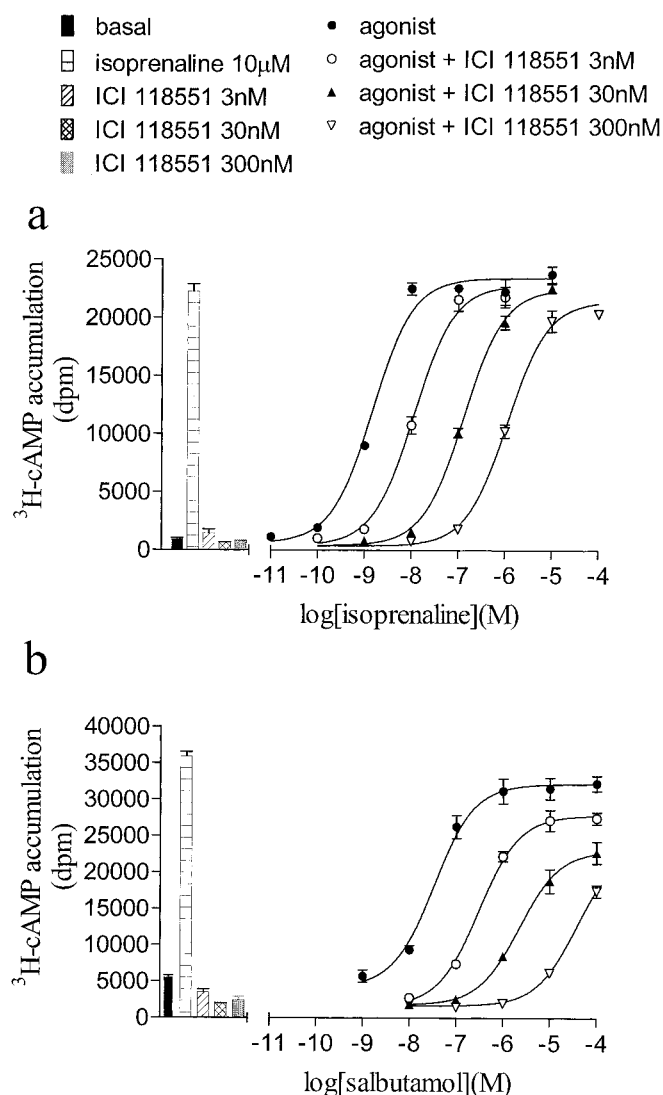 basal
isoprenaline 10μM
ICI 118551 3nM
ICI 118551 30nM
ICI 118551 300nM
agonist
agonist + ICI 118551 3nM
agonist + ICI 118551 30nM
agonist + ICI 118551 300nM
a
³H-cAMP accumulation
(dpm)
25000
20000
15000
10000
5000
0
-11 -10 -9 -8 -7 -6 -5 -4
log[isoprenaline](M)
b
³H-cAMP accumulation
(dpm)
40000
35000
30000
25000
20000
15000
10000
5000
0
-11 -10 -9 -8 -7 -6 -5 -4
log[salbutamol](M)